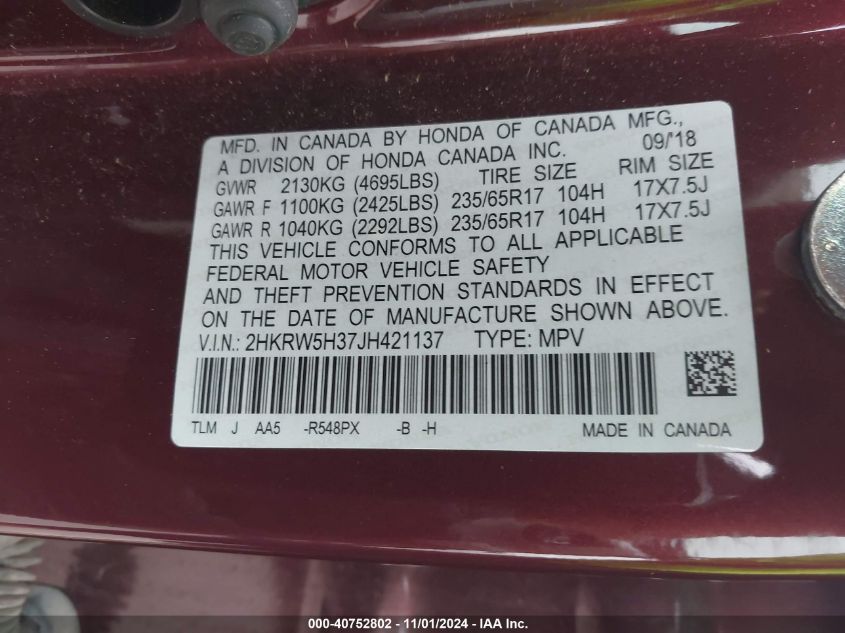 MFD. IN CANADA BY HONDA OF CANADA MFG.,
A DIVISION OF HONDA CANADA INC. 09/'18
GVWR 2130KG (4695LBS) TIRE SIZE RIM SIZE
GAWR F 1100KG (2425LBS) 235/65R17 104H 17X7.5J
GAWR R 1040KG (2292LBS) 235/65R17 104H 17X7.5J
THIS VEHICLE CONFORMS TO ALL APPLICABLE
FEDERAL MOTOR VEHICLE SAFETY
AND THEFT PREVENTION STANDARDS IN EFFECT
ON THE DATE OF MANUFACTURE SHOWN ABOVE.
V.I.N.: 2HKRW5H37JH421137 TYPE: MPV
TLM J AA5 -R548PX -B -H MADE IN CANADA
000-40752802 - 11/01/2024 - IAA Inc.